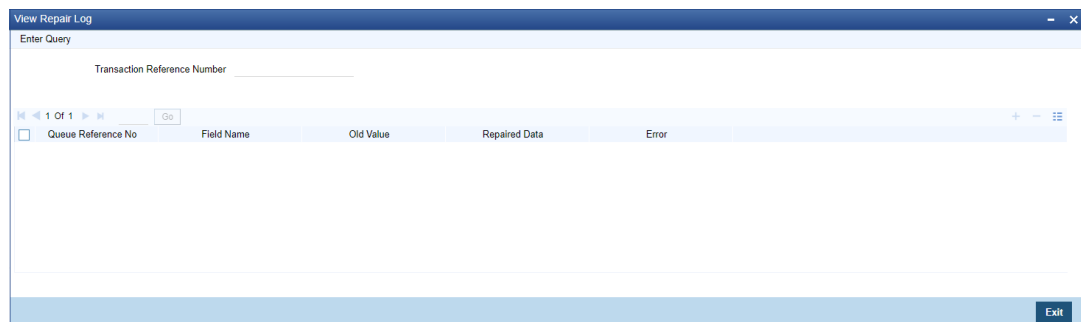 View Repair Log
Enter Query
Transaction Reference Number
1 Of 1 Go
Queue Reference No Field Name Old Value Repaired Data Error
Exit